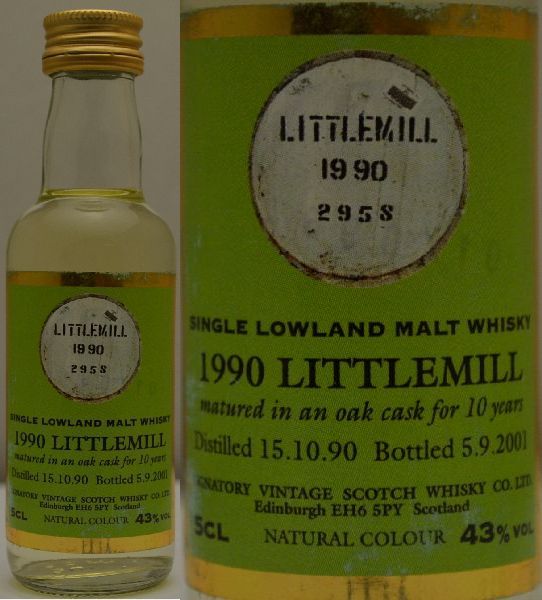 LITTLEMILL
1990
2958
SINGLE LOWLAND MALT WHISKY
1990 LITTLEMILL
matured in an oak cask for 10 years
Distilled 15.10.90 Bottled 5.9.2001
GNATORY VINTAGE SCOTCH WHISKY CO. LTD
Edinburgh EH6 5PY Scotland
5CL NATURAL COLOUR 43% VOL
LITTLEMILL
1990
2958
SINGLE LOWLAND MALT WHISKY
1990 LITTLEMILL
matured in an oak cask for 10 years
Distilled 15.10.90 Bottled 5.9.2001
GNATORY VINTAGE SCOTCH WHISKY CO. LTD.
Edinburgh EH6 5PY Scotland
5CL NATURAL COLOUR 43% VOL